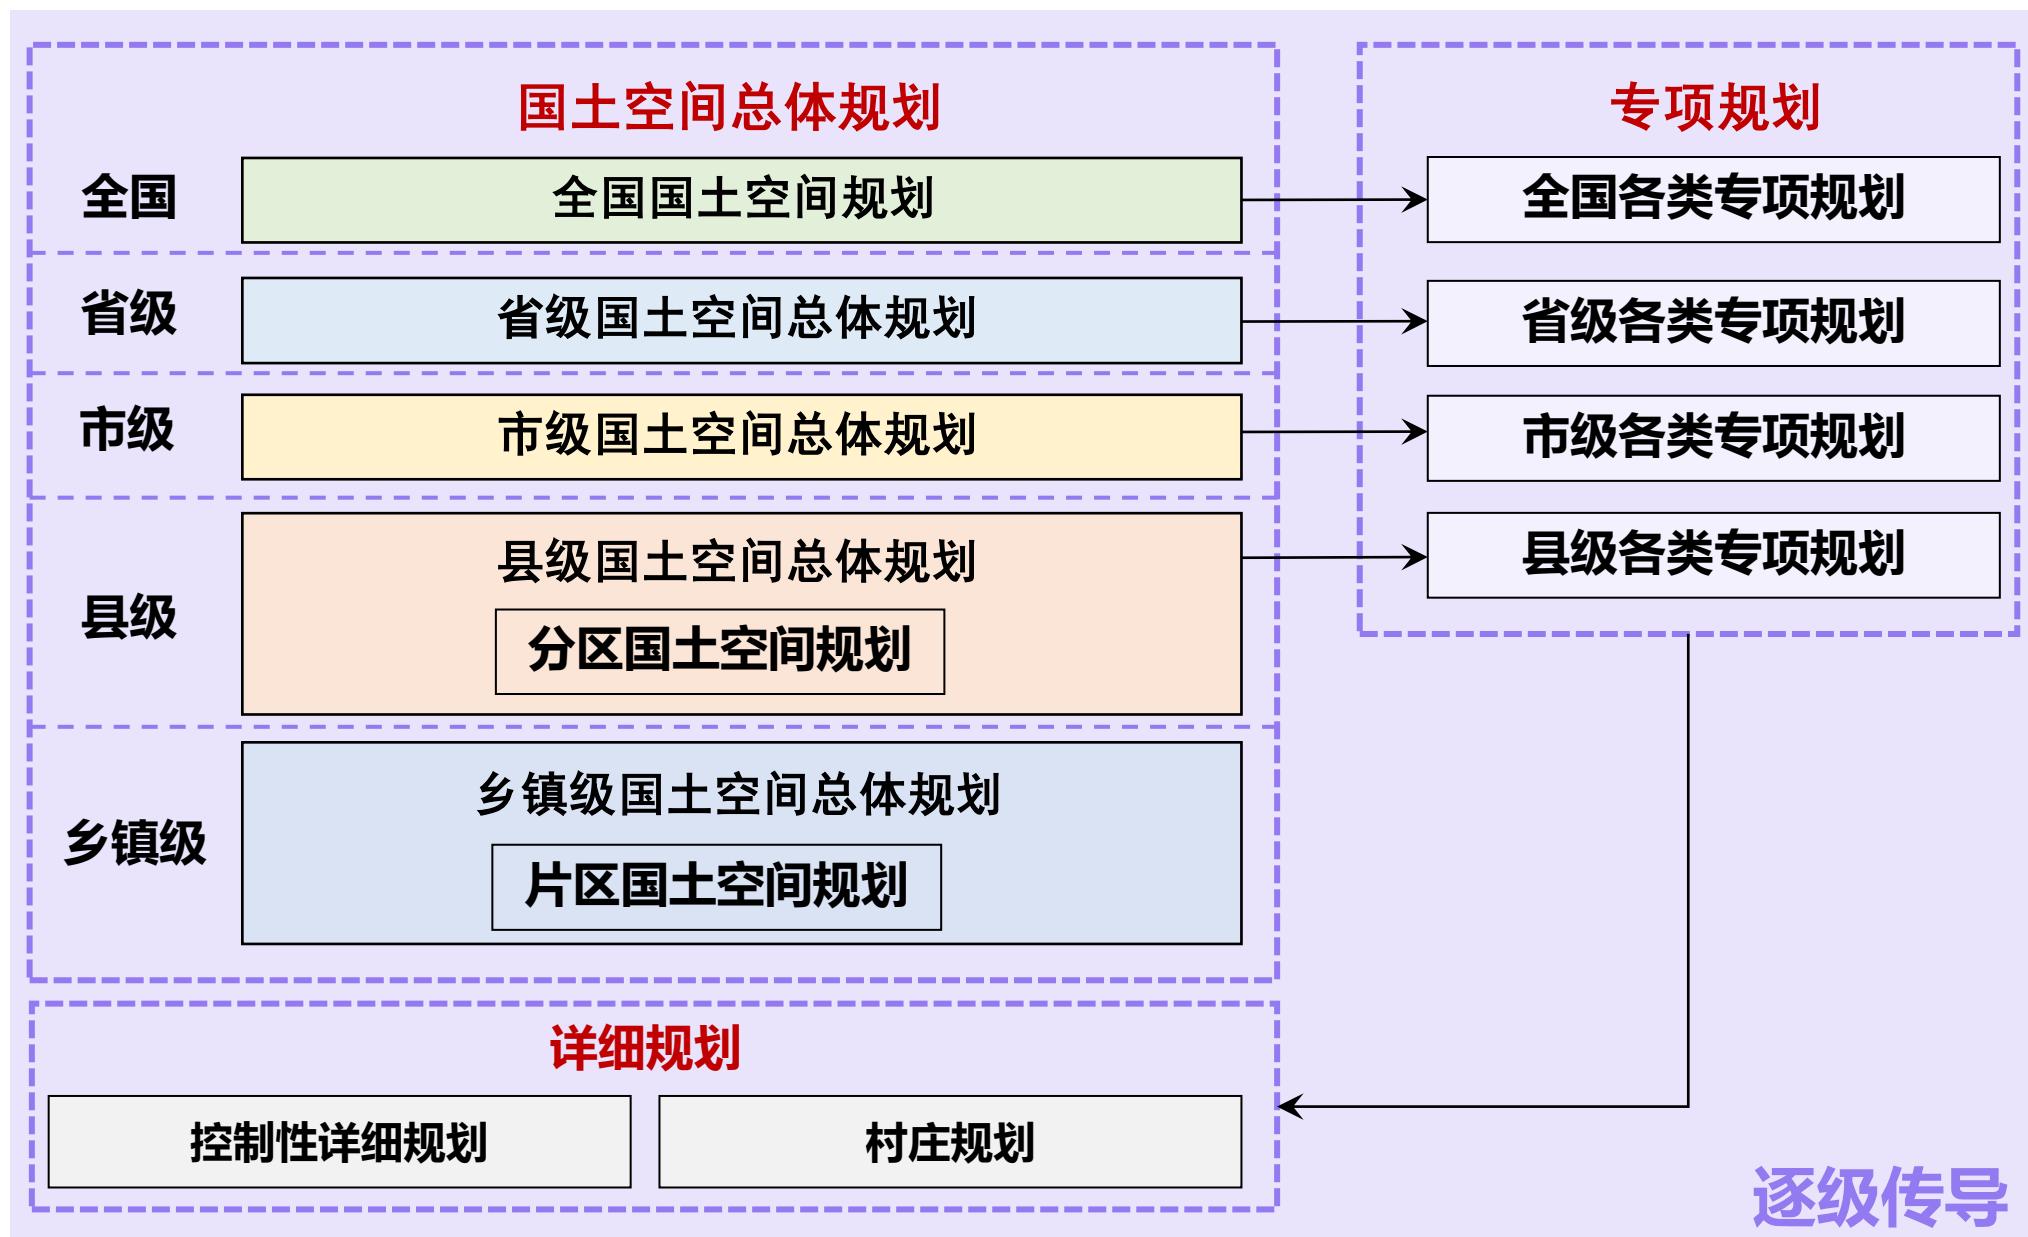 国土空间总体规划
专项规划
全国
全国国土空间规划
全国各类专项规划
省级
省级国土空间总体规划
省级各类专项规划
市级
市级国土空间总体规划
市级各类专项规划
县级
县级国土空间总体规划
县级各类专项规划
分区国土空间规划
乡镇级
乡镇级国土空间总体规划
片区国土空间规划
详细规划
控制性详细规划
村庄规划
逐级传导